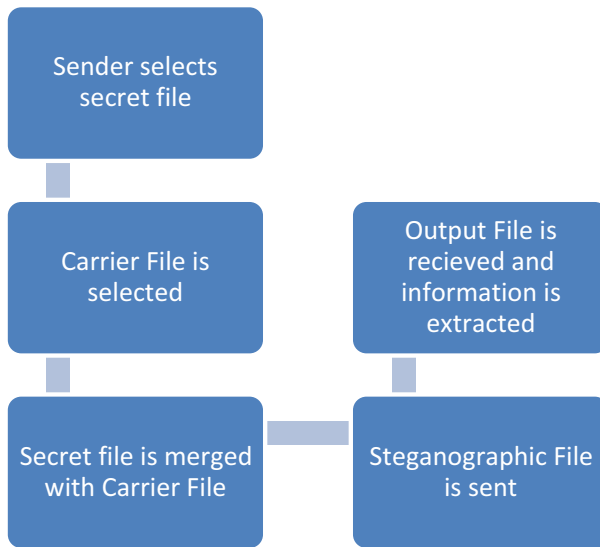 Sender selects
secret file
Carrier File is
selected
Secret file is merged
with Carrier File
Steganographic File
is sent
Output File is
recieved and
information is
extracted